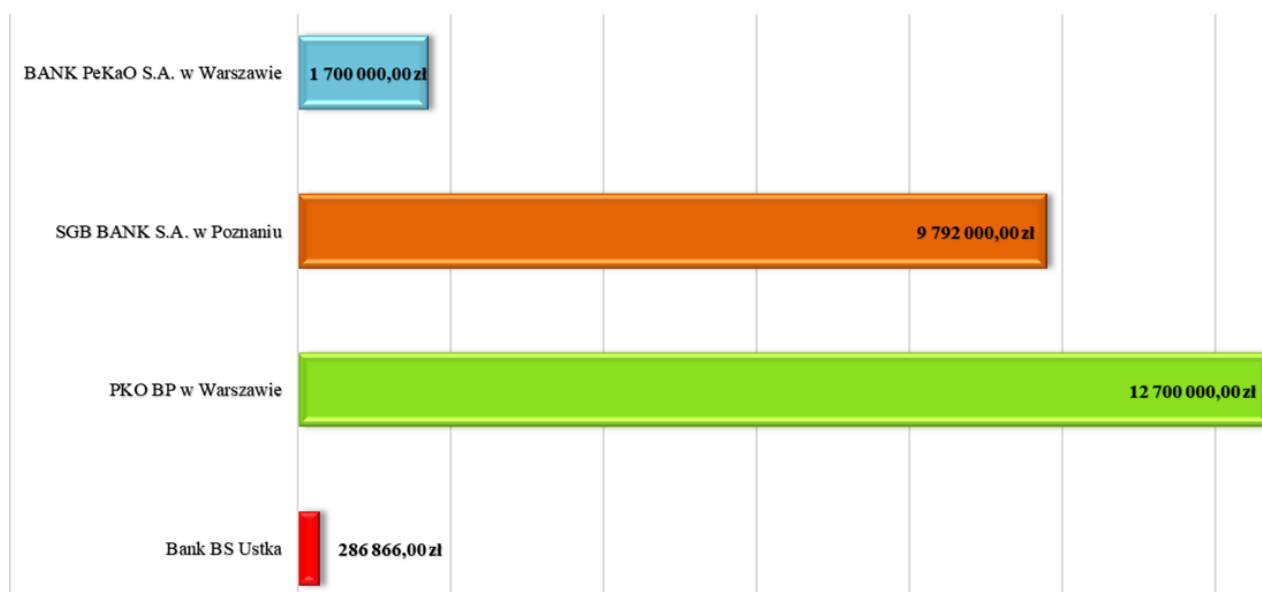 BANK PeKaO S.A. w Warszawie
1 700 000,00 zł
SGB BANK S.A. w Poznaniu
9 792 000,00 zł
PKO BP w Warszawie
12 700 000,00 zł
Bank BS Ustka
286 866,00 zł